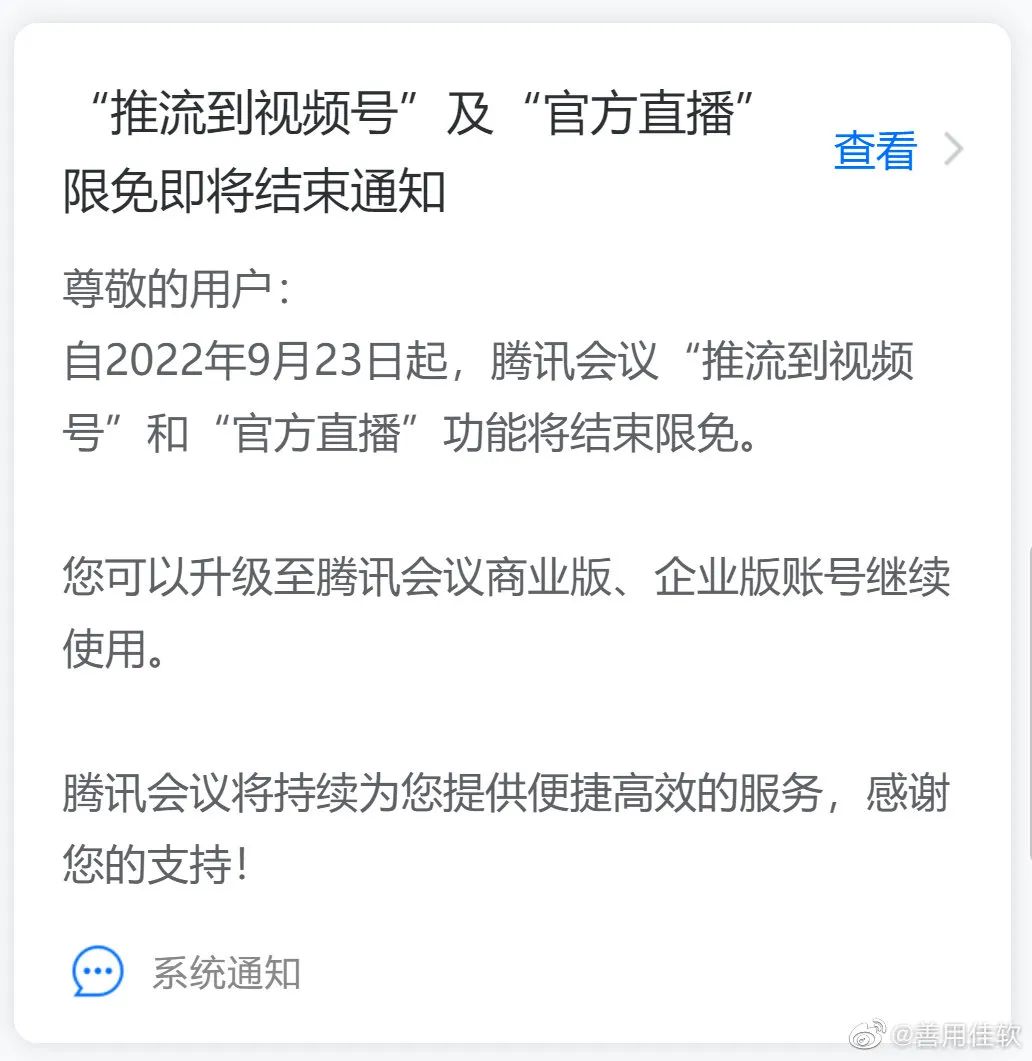 “推流到视频号”及“官方直播”
限免即将结束通知
查看
尊敬的用户：
自2022年9月23日起，腾讯会议“推流到视频
号”和“官方直播”功能将结束限免。
您可以升级至腾讯会议商业版、企业版账号继续
使用。
腾讯会议将持续为您提供便捷高效的服务，感谢
您的支持！
系统通知
@善用佳软